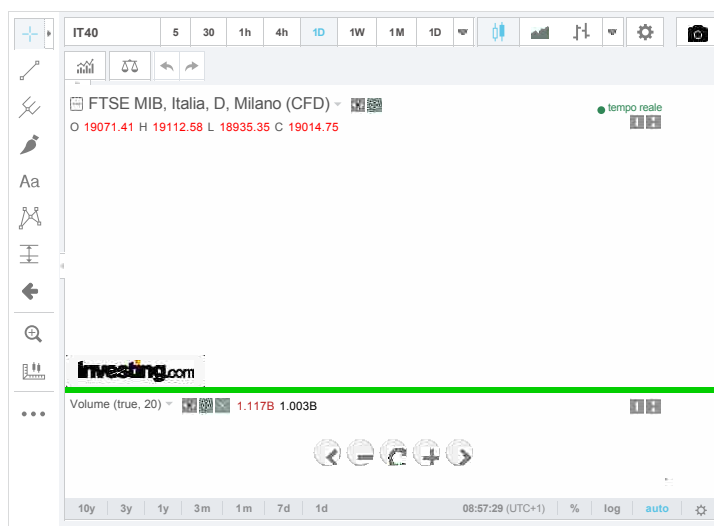 IT40 5 30 1h 4h 1D 1W 1M 1D
FTSE MIB, Italia, D, Milano (CFD)
tempo reale
O 19071.41 H 19112.58 L 18935.35 C 19014.75
Aa
Investing.com
Volume (true, 20) 1.117B 1.003B
10y 3y 1y 3m 1m 7d 1d 08:57:29 (UTC+1) % log auto